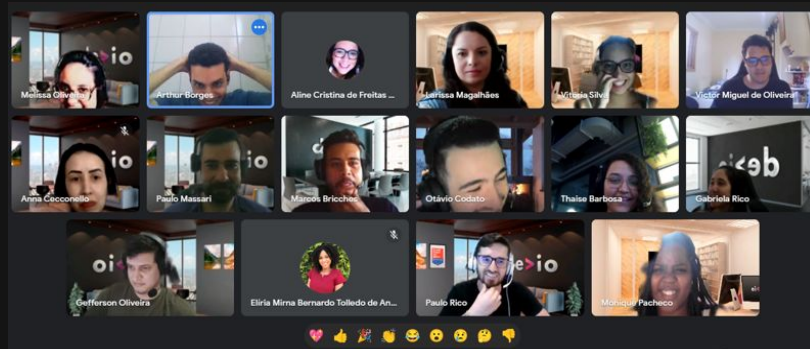 Melissa Oliveira
Arthur Borges
Aline Cristina de Freitas ...
Larissa Magalhães
Vitória Silva
Victor Miguel de Oliveira
Anna Cecconello
Paulo Massari
Marcos Bricches
Otávio Codato
Thaise Barbosa
Gabriela Rico
Gefferson Oliveira
Elíria Mirna Bernardo Tolledo de An...
Paulo Rico
Monique Pacheco